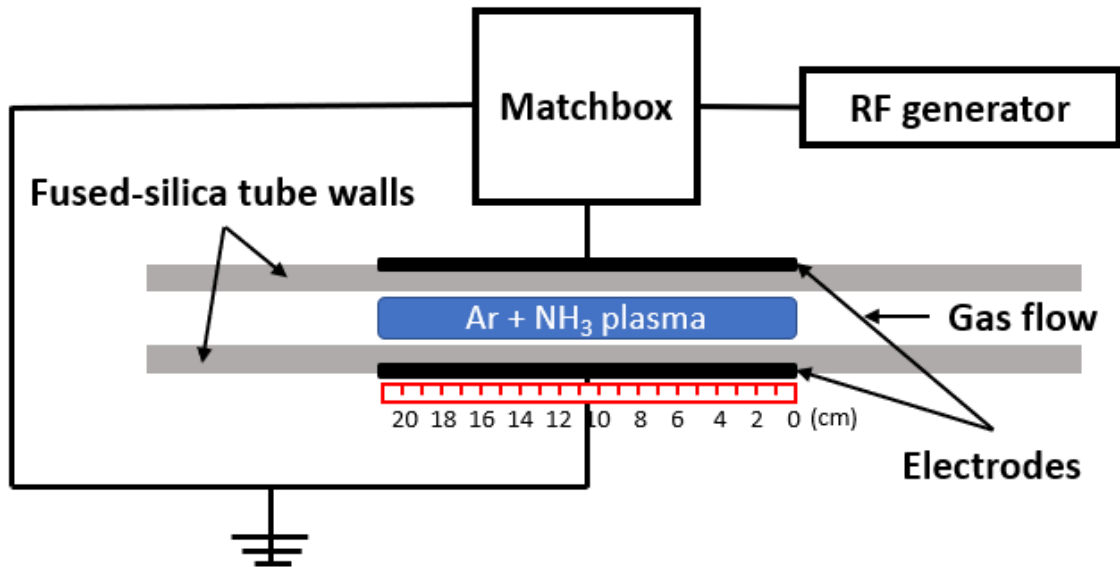 Matchbox
RF generator
Fused-silica tube walls
Ar + NH₃ plasma
Gas flow
20 18 16 14 12 10 8 6 4 2 0 (cm)
Electrodes